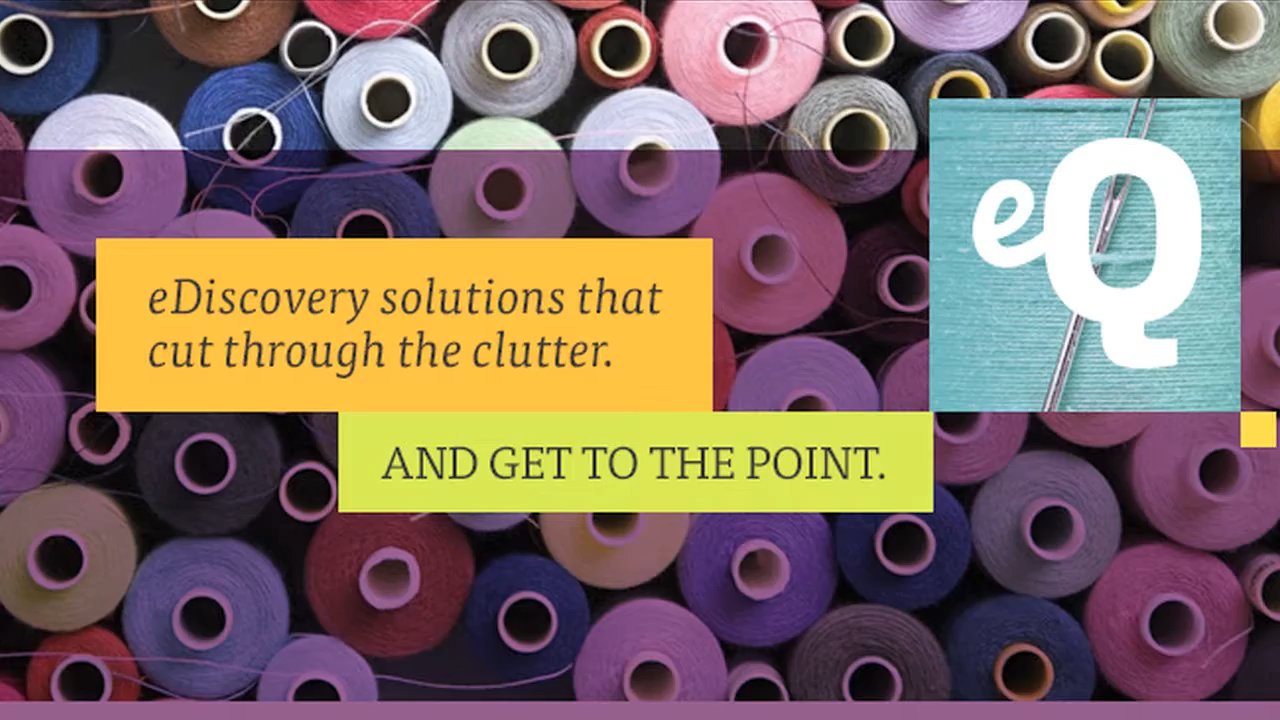 eDiscovery solutions that
cut through the clutter.
AND GET TO THE POINT.
eQ